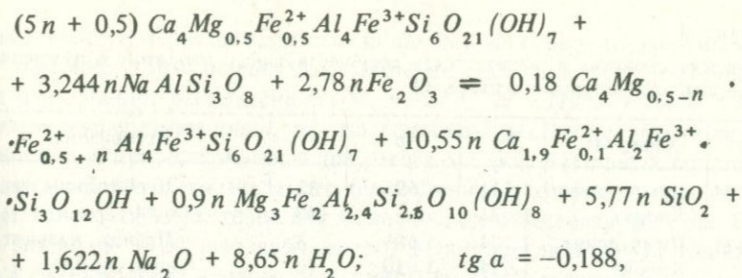 (5n + 0,5) Ca₄Mg₀,₅Fe²⁺₀,₅Al₄Fe³⁺Si₆O₂₁(OH)₇ +
+ 3,244nNaAlSi₃O₈ + 2,78nFe₂O₃ ⇌ 0,18 Ca₄Mg₀,₅₋ₙ ·
·Fe²⁺₀,₅ ₊ ₙ Al₄Fe³⁺Si₆O₂₁(OH)₇ + 10,55n Ca₁,₉Fe²⁺₀,₁Al₂Fe³⁺·
·Si₃O₁₂OH + 0,9n Mg₃Fe₂Al₂,₄Si₂,₆O₁₀(OH)₈ + 5,77n SiO₂ +
+ 1,622n Na₂O + 8,65n H₂O; tg a = −0,188,